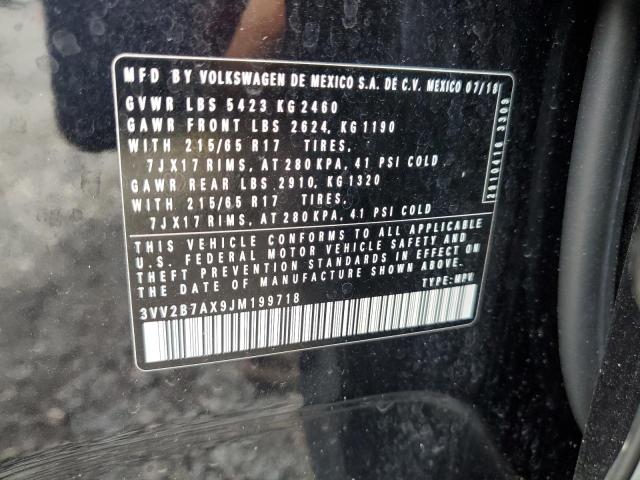 MFD BY VOLKSWAGEN DE MEXICO S.A. DE C.V. MEXICO 07/18
GVWR LBS 5423 KG 2460
GAWR FRONT LBS 2624, KG 1190
WITH 215/65 R17 TIRES,
7JX17 RIMS, AT 280 KPA, 41 PSI COLD
GAWR REAR LBS 2910, KG 1320
WITH 215/65 R17 TIRES,
7JX17 RIMS, AT 280 KPA, 41 PSI COLD
THIS VEHICLE CONFORMS TO ALL APPLICABLE
U.S. FEDERAL MOTOR VEHICLE SAFETY AND
THEFT PREVENTION STANDARDS IN EFFECT ON
THE DATE OF MANUFACTURE SHOWN ABOVE.
TYPE: MPV
3VV2B7AX9JM199718
2010416 3303